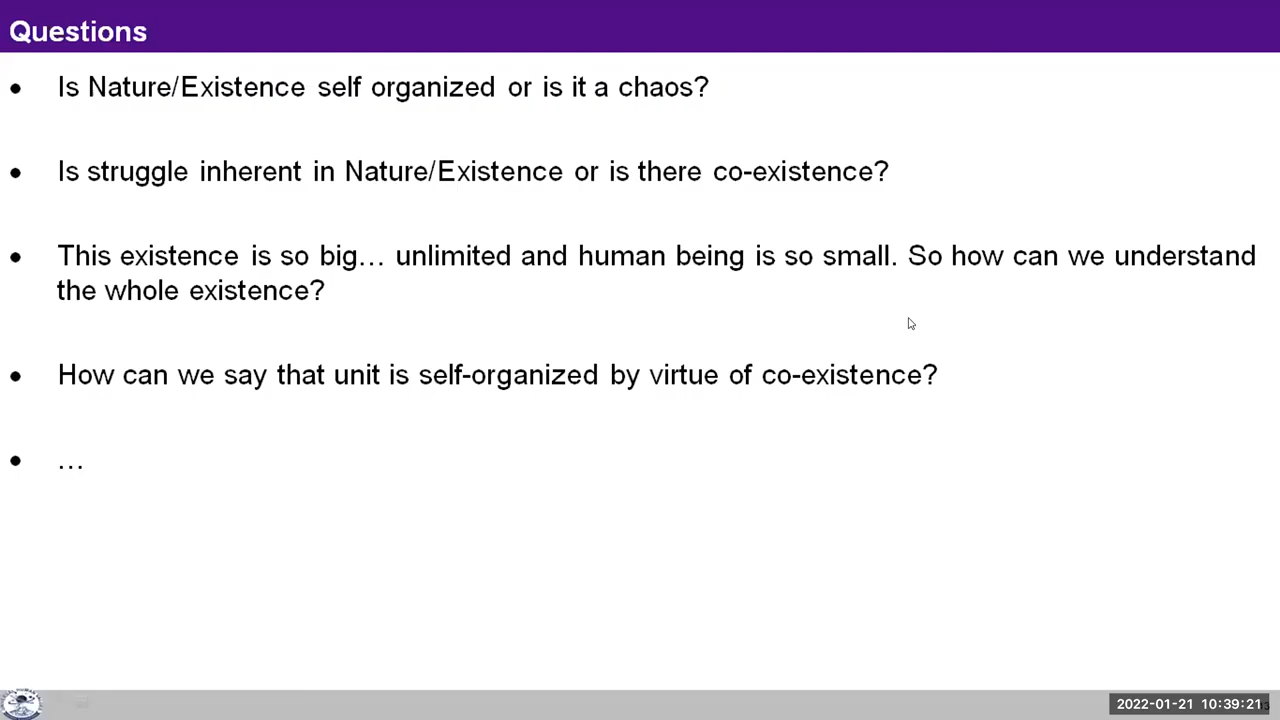 Questions
• Is Nature/Existence self organized or is it a chaos?
• Is struggle inherent in Nature/Existence or is there co-existence?
• This existence is so big… unlimited and human being is so small. So how can we understand
the whole existence?
• How can we say that unit is self-organized by virtue of co-existence?
• …
2022-01-21 10:39:21